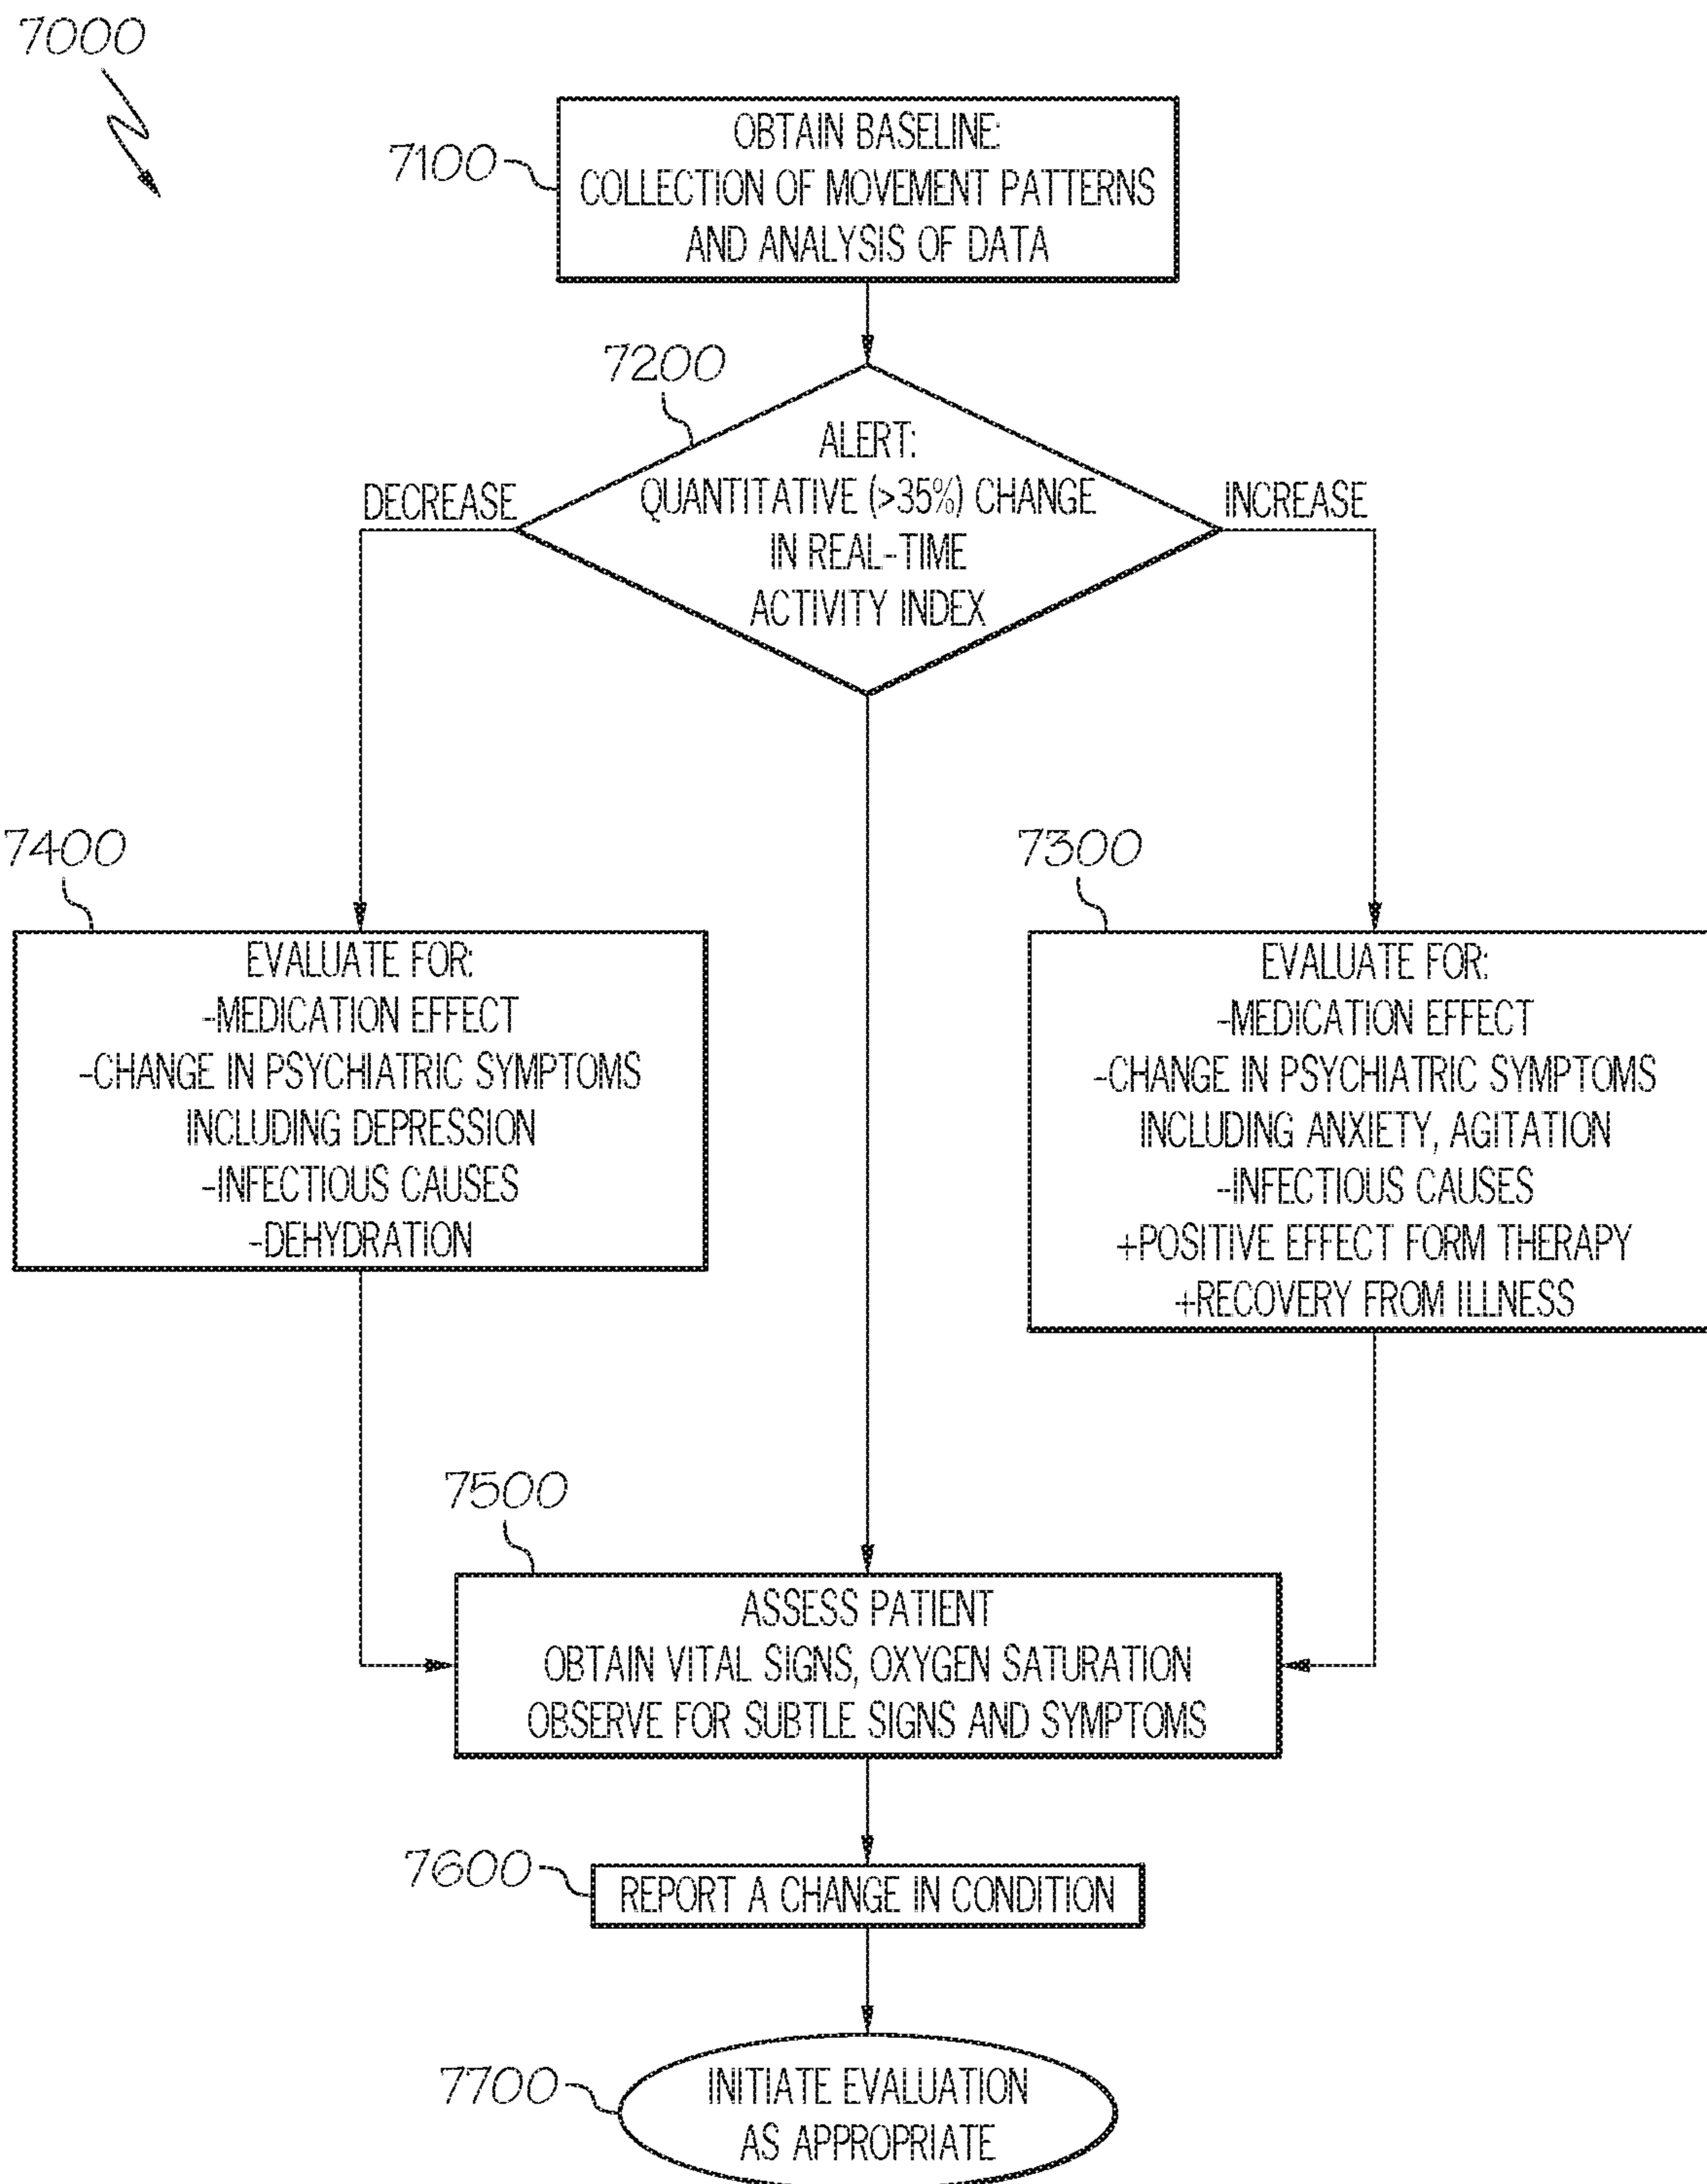 7000
7100
OBTAIN BASELINE:
COLLECTION OF MOVEMENT PATTERNS
AND ANALYSIS OF DATA
7200
ALERT:
QUANTITATIVE (>35%) CHANGE
IN REAL-TIME
ACTIVITY INDEX
DECREASE
INCREASE
7400
EVALUATE FOR:
-MEDICATION EFFECT
-CHANGE IN PSYCHIATRIC SYMPTOMS
INCLUDING DEPRESSION
-INFECTIOUS CAUSES
-DEHYDRATION
7300
EVALUATE FOR:
-MEDICATION EFFECT
-CHANGE IN PSYCHIATRIC SYMPTOMS
INCLUDING ANXIETY, AGITATION
-INFECTIOUS CAUSES
+POSITIVE EFFECT FORM THERAPY
+RECOVERY FROM ILLNESS
7500
ASSESS PATIENT
OBTAIN VITAL SIGNS, OXYGEN SATURATION
OBSERVE FOR SUBTLE SIGNS AND SYMPTOMS
7600
REPORT A CHANGE IN CONDITION
7700
INITIATE EVALUATION
AS APPROPRIATE